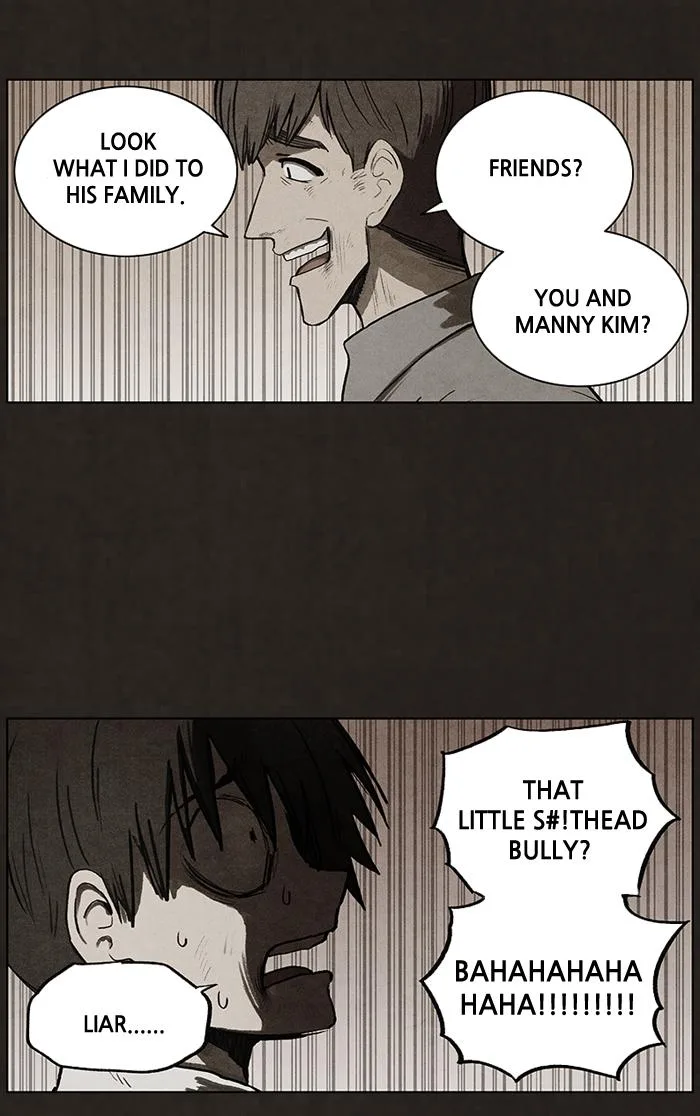 LOOK
WHAT I DID TO
HIS FAMILY.
FRIENDS?
YOU AND
MANNY KIM?
THAT
LITTLE S#!THEAD
BULLY?
BAHAHAHAHA
HAHA!!!!!!!!!
LIAR......